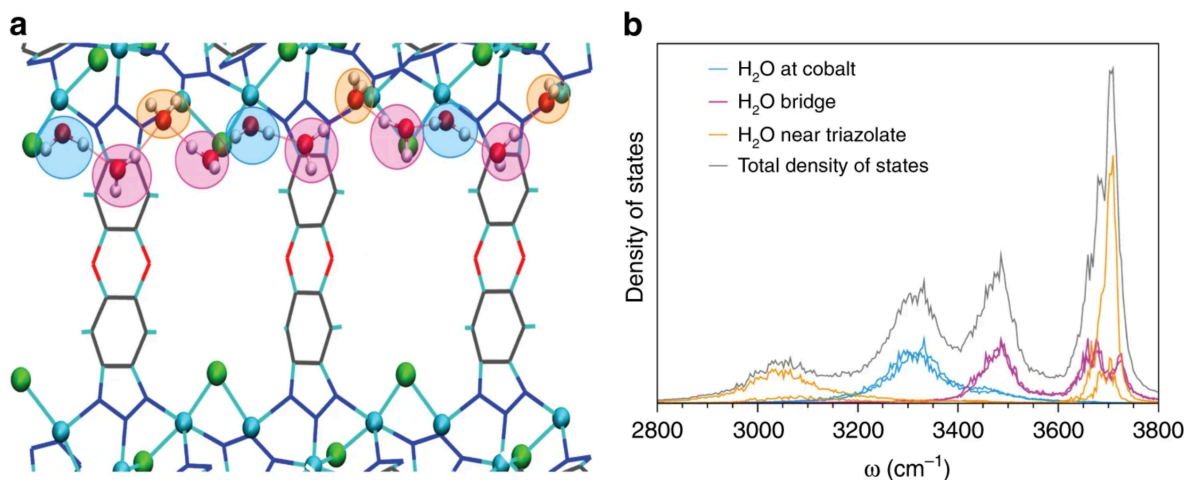 a
b
H₂O at cobalt
H₂O bridge
H₂O near triazolate
Total density of states
Density of states
2800 3000 3200 3400 3600 3800
ω (cm⁻¹)